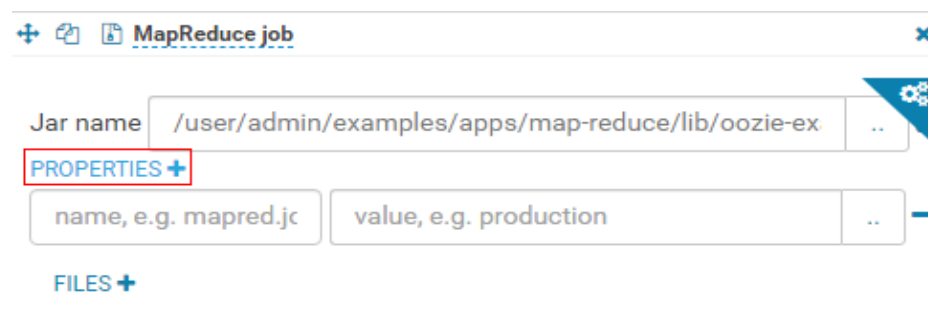 MapReduce job
Jar name /user/admin/examples/apps/map-reduce/lib/oozie-ex ..
PROPERTIES +
name, e.g. mapred.jc value, e.g. production ..
FILES +